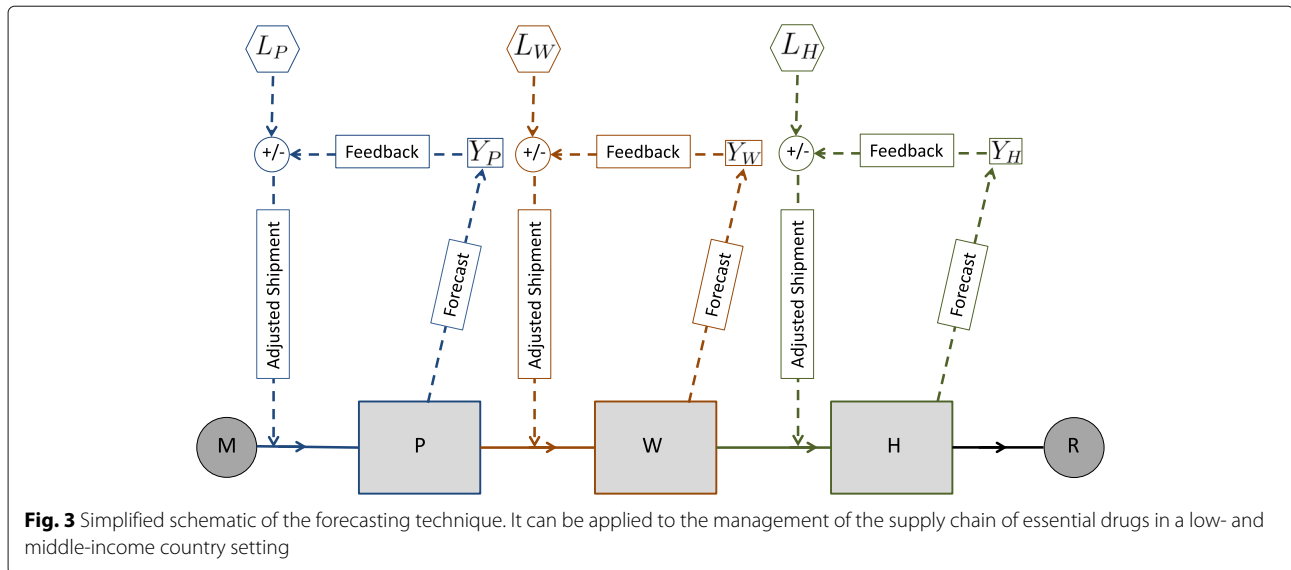 L_P
L_W
L_H
+/-
Feedback
Y_P
+/-
Feedback
Y_W
+/-
Feedback
Y_H
Adjusted Shipment
Forecast
Adjusted Shipment
Forecast
Adjusted Shipment
Forecast
M
P
W
H
R
Fig. 3 Simplified schematic of the forecasting technique. It can be applied to the management of the supply chain of essential drugs in a low- and
middle-income country setting